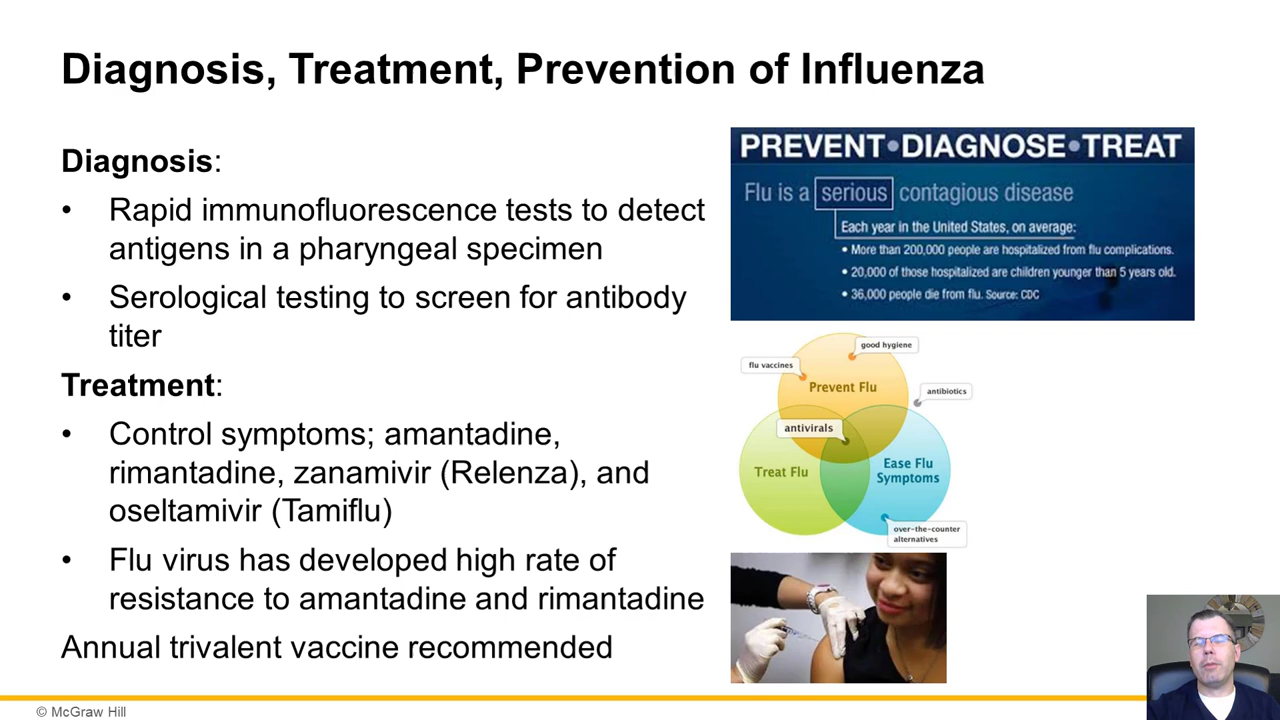 Diagnosis, Treatment, Prevention of Influenza
Diagnosis:
• Rapid immunofluorescence tests to detect
antigens in a pharyngeal specimen
• Serological testing to screen for antibody
titer
Treatment:
• Control symptoms; amantadine,
rimantadine, zanamivir (Relenza), and
oseltamivir (Tamiflu)
• Flu virus has developed high rate of
resistance to amantadine and rimantadine
Annual trivalent vaccine recommended
PREVENT•DIAGNOSE•TREAT
Flu is a serious contagious disease
Each year in the United States, on average:
• More than 200,000 people are hospitalized from flu complications.
• 20,000 of those hospitalized are children younger than 5 years old.
• 36,000 people die from flu. Source: CDC
good hygiene
flu vaccines
Prevent Flu
antibiotics
antivirals
Treat Flu
Ease Flu
Symptoms
over-the-counter
alternatives
© McGraw Hill